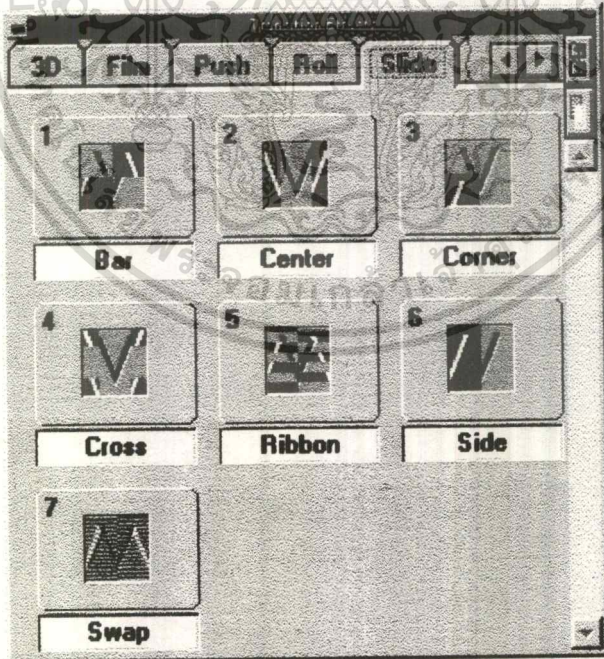 3D Film Push Roll Slide
1 2 3
Bar Center Corner
4 5 6
Cross Ribbon Side
7
Swap